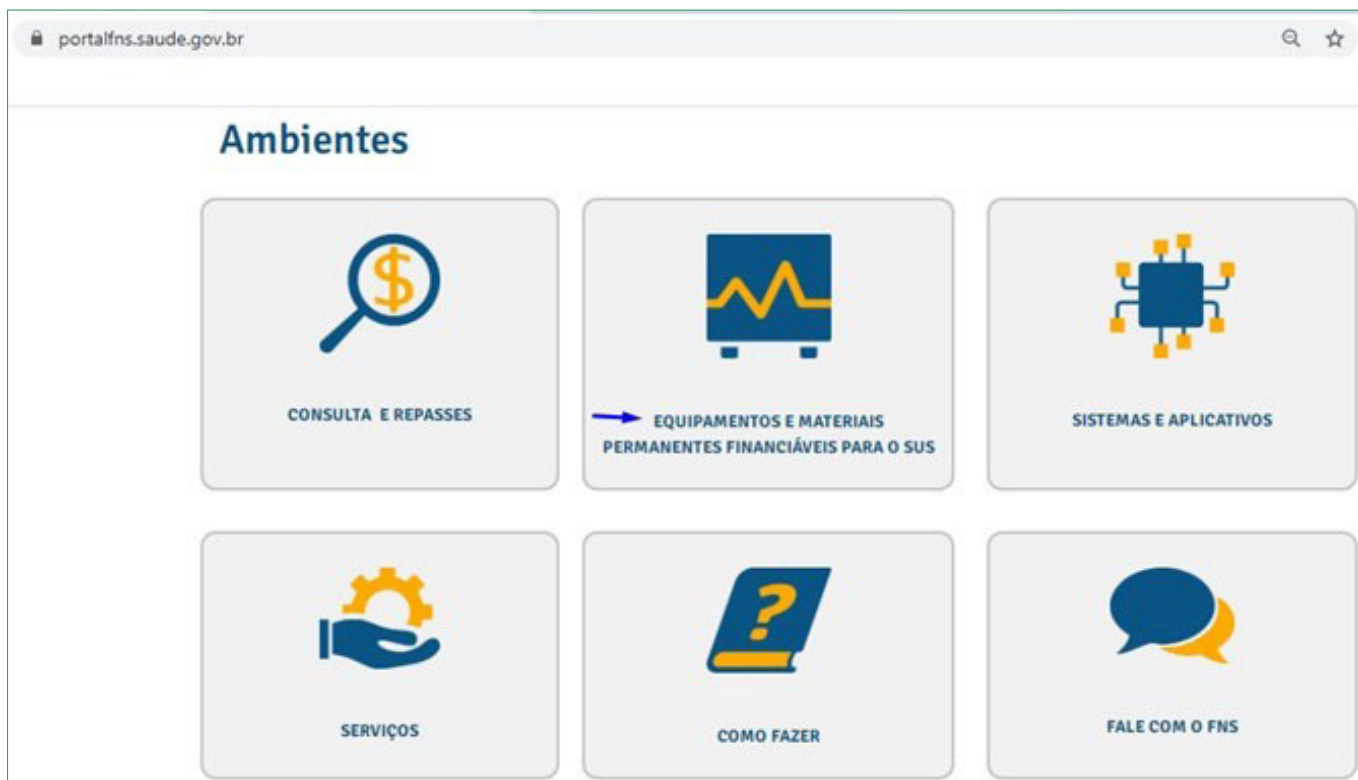 portalfns.saude.gov.br
Ambientes
CONSULTA E REPASSES
EQUIPAMENTOS E MATERIAIS
PERMANENTES FINANCIÁVEIS PARA O SUS
SISTEMAS E APLICATIVOS
SERVIÇOS
COMO FAZER
FALE COM O FNS